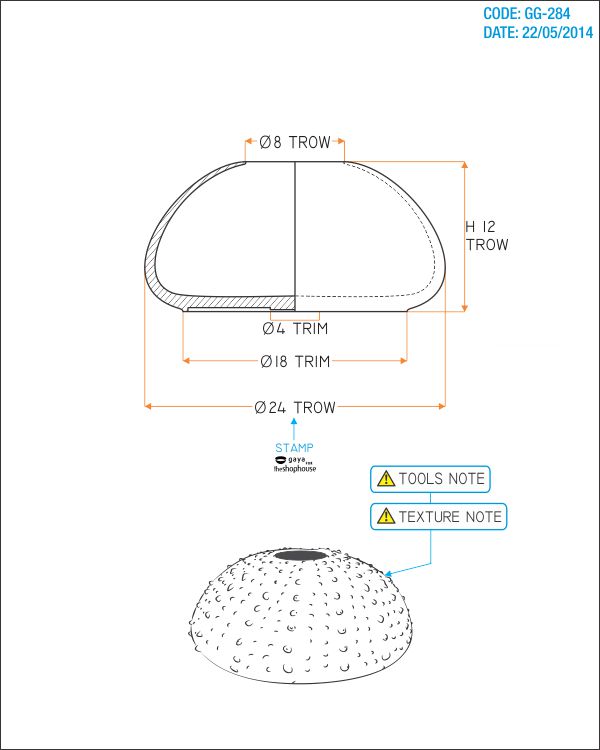 CODE: GG-284
DATE: 22/05/2014
Ø8 TROW
H 12
TROW
Ø4 TRIM
Ø18 TRIM
Ø24 TROW
STAMP
gaya FOR
theshophouse
TOOLS NOTE
TEXTURE NOTE